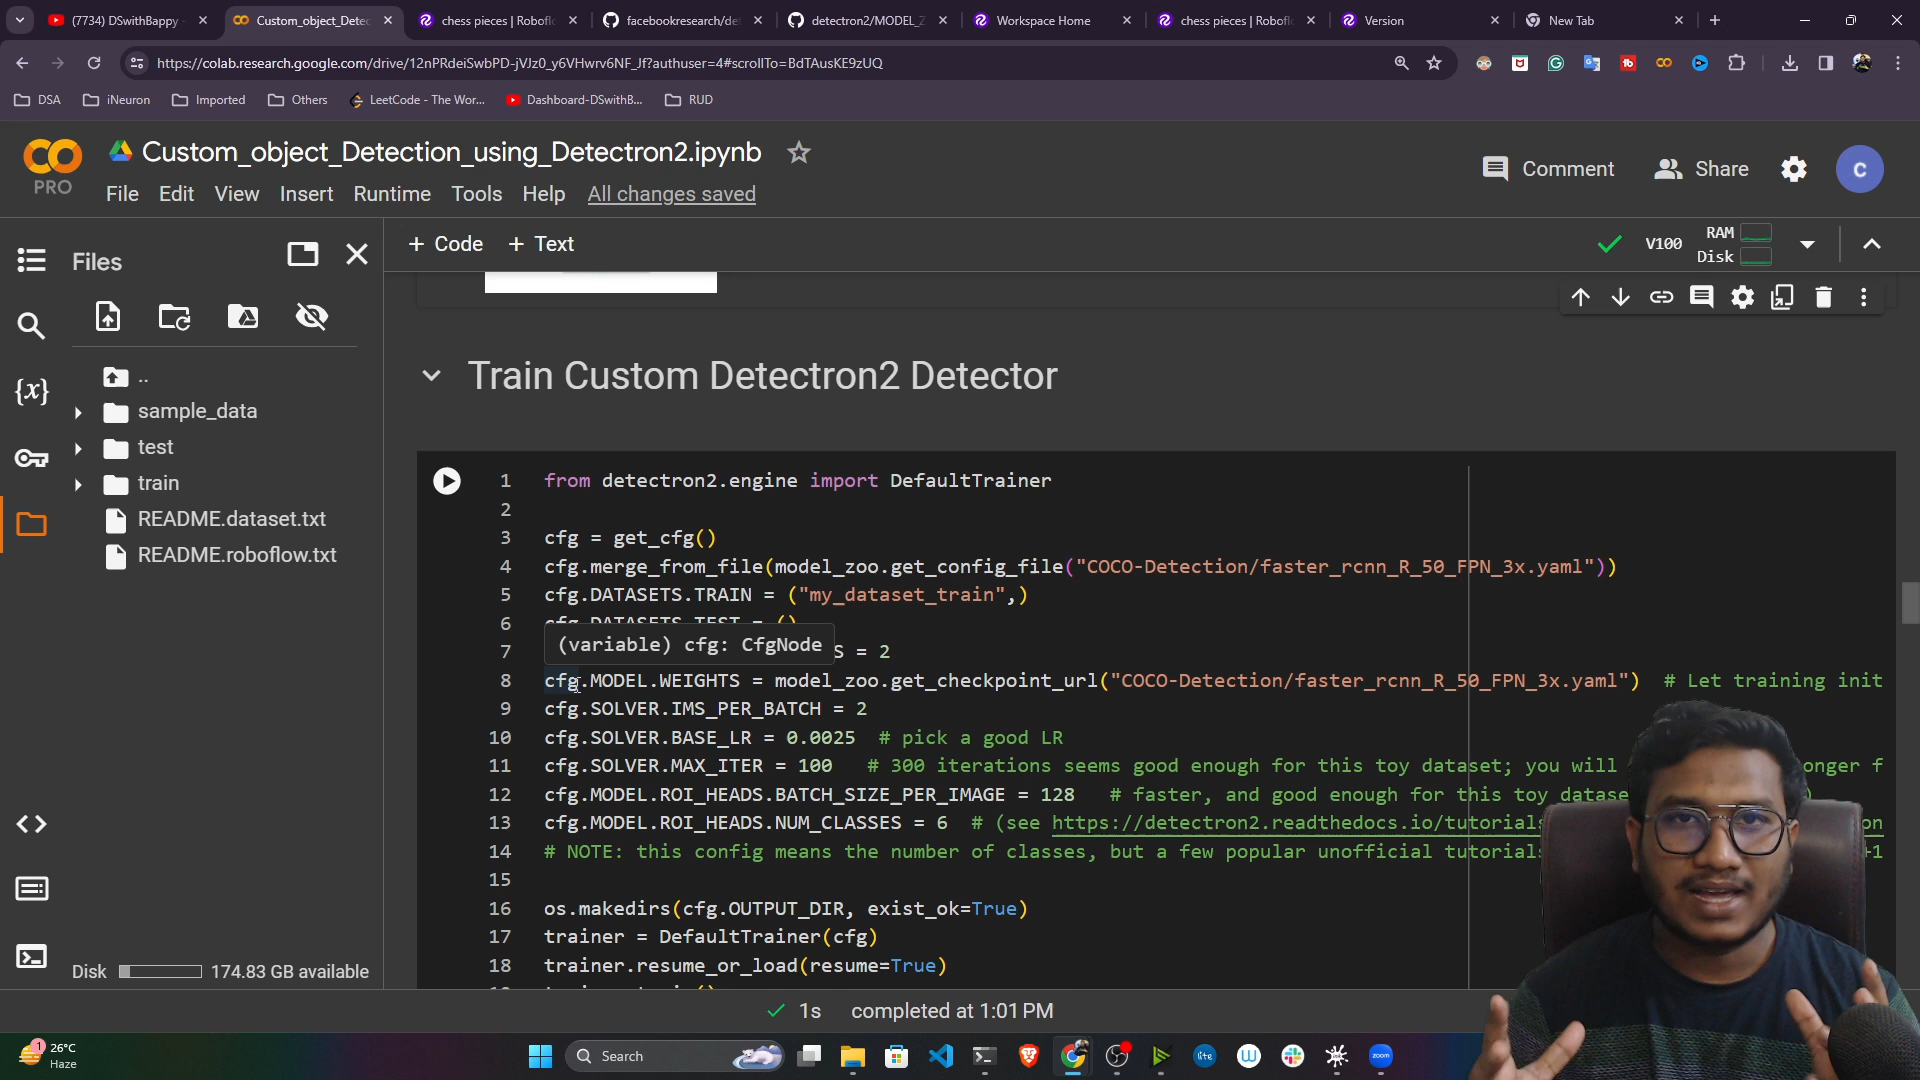 (7734) DSwithBappy -
Custom_object_Detec
chess pieces | Robofl
facebookresearch/det
detectron2/MODEL_Z
Workspace Home
chess pieces | Robofl
Version
New Tab
https://colab.research.google.com/drive/12nPRdeiSwbPD-jVJz0_y6VHwrv6NF_Jf?authuser=4#scrollTo=BdTAusKE9zUQ
DSA
iNeuron
Imported
Others
LeetCode - The Wor...
Dashboard-DSwithB...
RUD
CO
PRO
Custom_object_Detection_using_Detectron2.ipynb
File Edit View Insert Runtime Tools Help All changes saved
Comment
Share
C
Files
+ Code + Text
V100
RAM
Disk
..
sample_data
test
train
README.dataset.txt
README.roboflow.txt
Disk 174.83 GB available
Train Custom Detectron2 Detector
1 from detectron2.engine import DefaultTrainer
2
3 cfg = get_cfg()
4 cfg.merge_from_file(model_zoo.get_config_file("COCO-Detection/faster_rcnn_R_50_FPN_3x.yaml"))
5 cfg.DATASETS.TRAIN = ("my_dataset_train",)
6 cfg.DATASETS.TEST = ()
(variable) cfg: CfgNode
7 S = 2
8 cfg.MODEL.WEIGHTS = model_zoo.get_checkpoint_url("COCO-Detection/faster_rcnn_R_50_FPN_3x.yaml") # Let training init
9 cfg.SOLVER.IMS_PER_BATCH = 2
10 cfg.SOLVER.BASE_LR = 0.0025 # pick a good LR
11 cfg.SOLVER.MAX_ITER = 100 # 300 iterations seems good enough for this toy dataset; you will onger f
12 cfg.MODEL.ROI_HEADS.BATCH_SIZE_PER_IMAGE = 128 # faster, and good enough for this toy datase )
13 cfg.MODEL.ROI_HEADS.NUM_CLASSES = 6 # (see https://detectron2.readthedocs.io/tutorials on
14 # NOTE: this config means the number of classes, but a few popular unofficial tutorials +1
15
16 os.makedirs(cfg.OUTPUT_DIR, exist_ok=True)
17 trainer = DefaultTrainer(cfg)
18 trainer.resume_or_load(resume=True)
1s completed at 1:01 PM
1
26°C
Haze
Search
lite
W
zoom